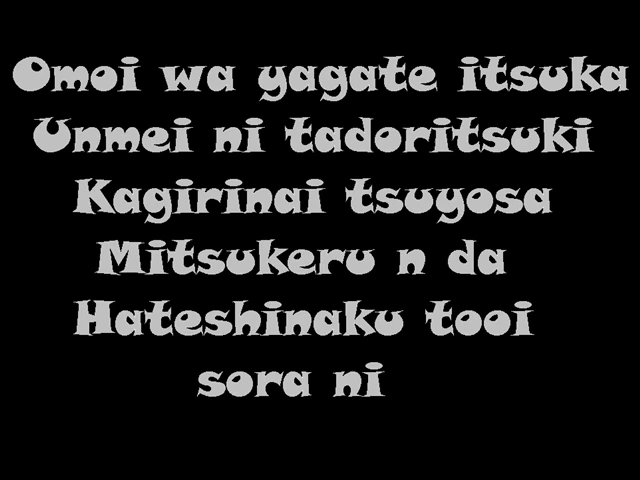 Omoi wa yagate itsuka
Unmei ni tadoritsuki
Kagirinai tsuyosa
Mitsukeru n da
Hateshinaku tooi
sora ni